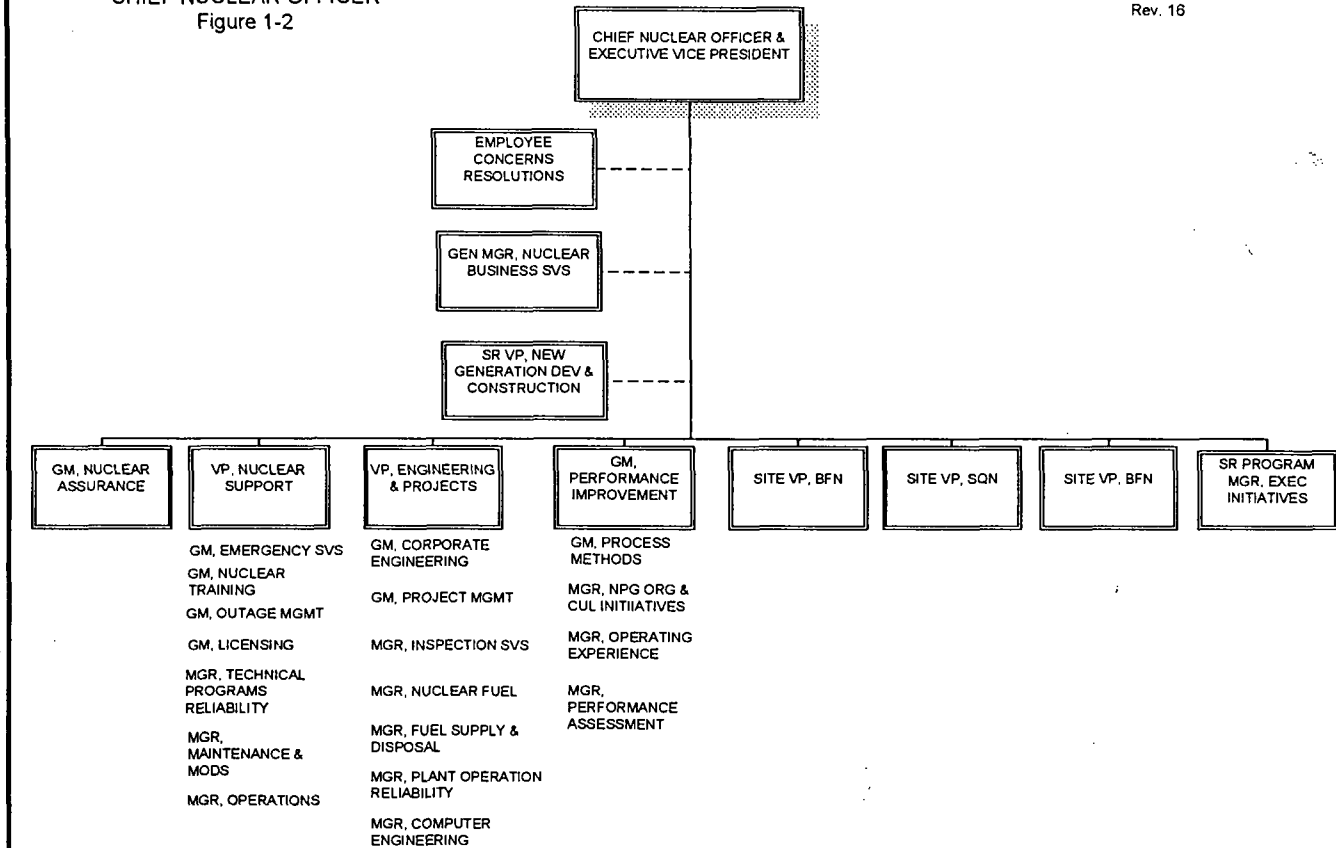 CHIEF NUCLEAR OFFICER
Figure 1-2
Rev. 16
CHIEF NUCLEAR OFFICER &
EXECUTIVE VICE PRESIDENT
EMPLOYEE
CONCERNS
RESOLUTIONS
GEN MGR, NUCLEAR
BUSINESS SVS
SR VP, NEW
GENERATION DEV &
CONSTRUCTION
GM, NUCLEAR
ASSURANCE
VP, NUCLEAR
SUPPORT
VP, ENGINEERING
& PROJECTS
GM,
PERFORMANCE
IMPROVEMENT
SITE VP, BFN
SITE VP, SQN
SITE VP, BFN
SR PROGRAM
MGR, EXEC
INITIATIVES
GM, EMERGENCY SVS
GM, NUCLEAR
TRAINING
GM, OUTAGE MGMT
GM, LICENSING
MGR, TECHNICAL
PROGRAMS
RELIABILITY
MGR,
MAINTENANCE &
MODS
MGR, OPERATIONS
GM, CORPORATE
ENGINEERING
GM, PROJECT MGMT
MGR, INSPECTION SVS
MGR, NUCLEAR FUEL
MGR, FUEL SUPPLY &
DISPOSAL
MGR, PLANT OPERATION
RELIABILITY
MGR, COMPUTER
ENGINEERING
GM, PROCESS
METHODS
MGR, NPG ORG &
CUL INITIIATIVES
MGR, OPERATING
EXPERIENCE
MGR,
PERFORMANCE
ASSESSMENT